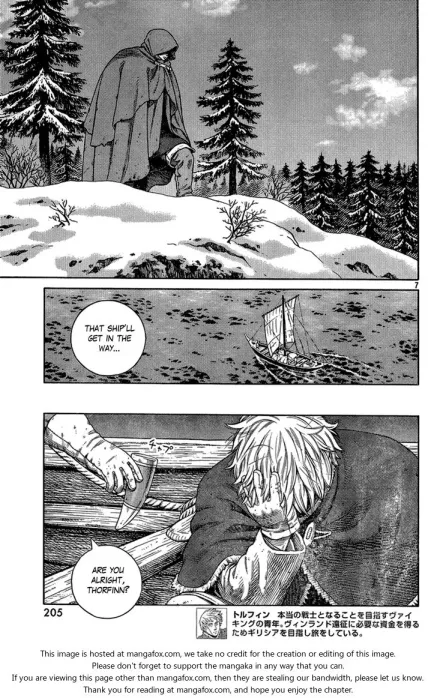 7
THAT SHIP'LL
GET IN THE
WAY...
チャプ
ARE YOU
ALRIGHT,
THORFINN?
205
トルフィン 本当の戦士となることを目指すヴァイ
キングの青年。ヴィンランド遠征に必要な資金を得る
ためギリシアを目指し旅をしている。
This image is hosted at mangafox.com, we take no credit for the creation or editing of this image.
Please don't forget to support the mangaka in any way that you can.
If you are viewing this page other than mangafox.com, then they are stealing our bandwidth, please let us know.
Thank you for reading at mangafox.com, and hope you enjoy the chapter.